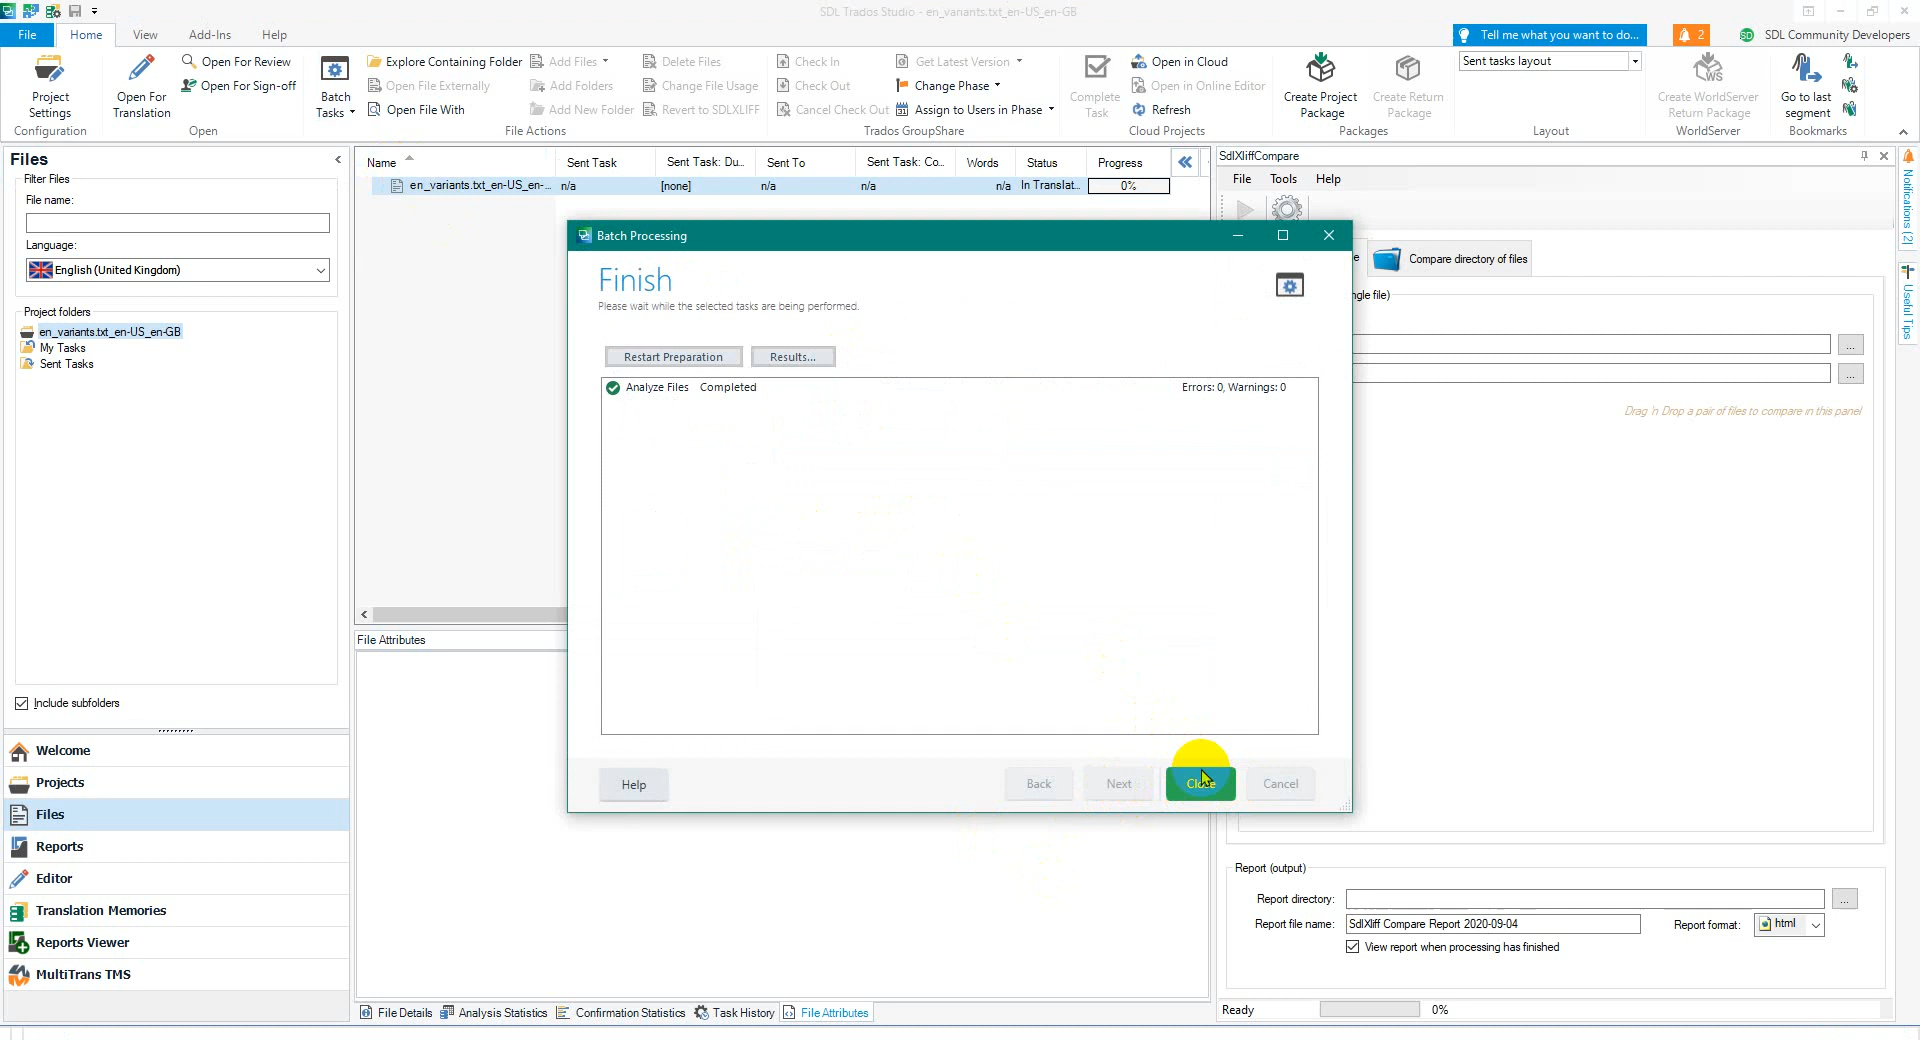 SDL Trados Studio - en_variants.txt_en-US_en-GB
File Home View Add-Ins Help
Tell me what you want to do...
2
SD SDL Community Developers
Project Settings
Configuration
Open For Translation
Open For Review
Open For Sign-off
Open
Batch Tasks
Explore Containing Folder
Open File Externally
Open File With
Add Files
Add Folders
Add New Folder
Delete Files
Change File Usage
Revert to SDLXLIFF
File Actions
Check In
Check Out
Cancel Check Out
Get Latest Version
Change Phase
Assign to Users in Phase
Trados GroupShare
Complete Task
Open in Cloud
Open in Online Editor
Refresh
Cloud Projects
Create Project Package
Create Return Package
Packages
Sent tasks layout
Layout
WS
Create WorldServer Return Package
WorldServer
Go to last segment
Bookmarks
Files
Filter Files
File name:
Language:
English (United Kingdom)
Project folders
en_variants.txt_en-US_en-GB
My Tasks
Sent Tasks
Include subfolders
Welcome
Projects
Files
Reports
Editor
Translation Memories
Reports Viewer
MultiTrans TMS
Name Sent Task Sent Task: Du... Sent To Sent Task: Co... Words Status Progress
en_variants.txt_en-US_en-... n/a [none] n/a n/a n/a In Translat... 0%
File Attributes
File Details Analysis Statistics Confirmation Statistics Task History File Attributes
Batch Processing
Finish
Please wait while the selected tasks are being performed.
Restart Preparation Results...
Analyze Files Completed Errors: 0, Warnings: 0
Help Back Next Close Cancel
SdlXliffCompare
File Tools Help
e Compare directory of files
ngle file)
...
...
Drag 'n Drop a pair of files to compare in this panel
Report (output)
Report directory: ...
Report file name: SdlXliff Compare Report 2020-09-04 Report format: html
View report when processing has finished
Ready 0%
Notifications (2)
Useful Tips